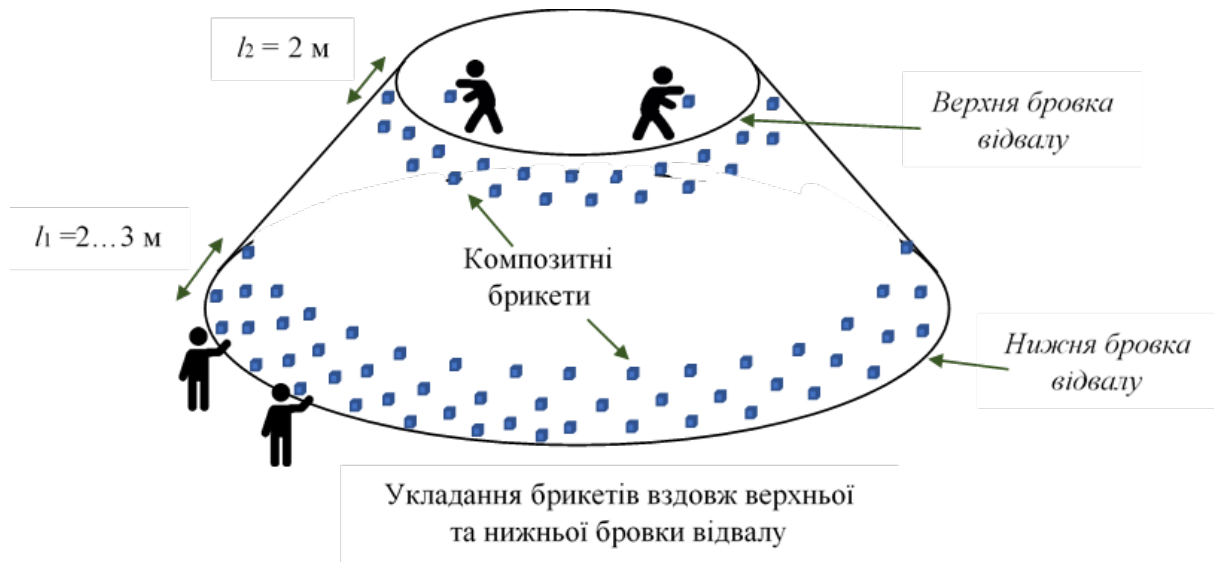 l2 = 2 м
Верхня бровка
відвалу
l1 =2…3 м
Композитні
брикети
Нижня бровка
відвалу
Укладання брикетів вздовж верхньої
та нижньої бровки відвалу